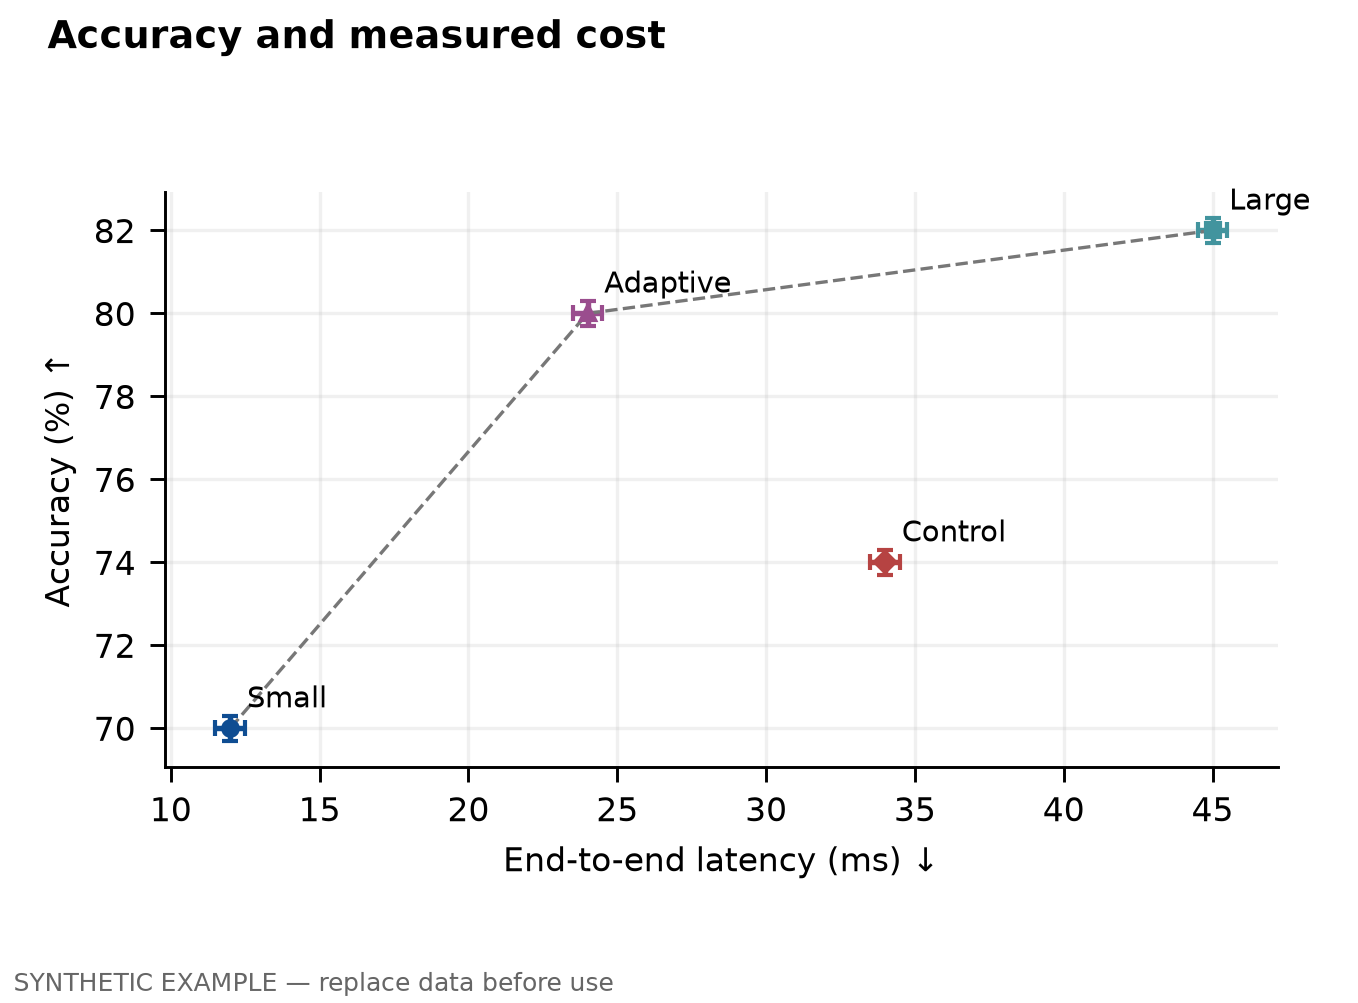 Accuracy and measured cost
Large
82
Adaptive
80
Accuracy (%) ↑
78
76
Control
74
72
Small
70
10 15 20 25 30 35 40 45
End-to-end latency (ms) ↓
SYNTHETIC EXAMPLE — replace data before use